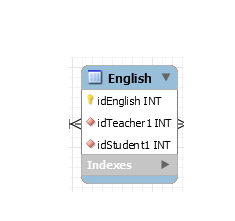 English
idEnglish INT
idTeacher1 INT
idStudent1 INT
Indexes